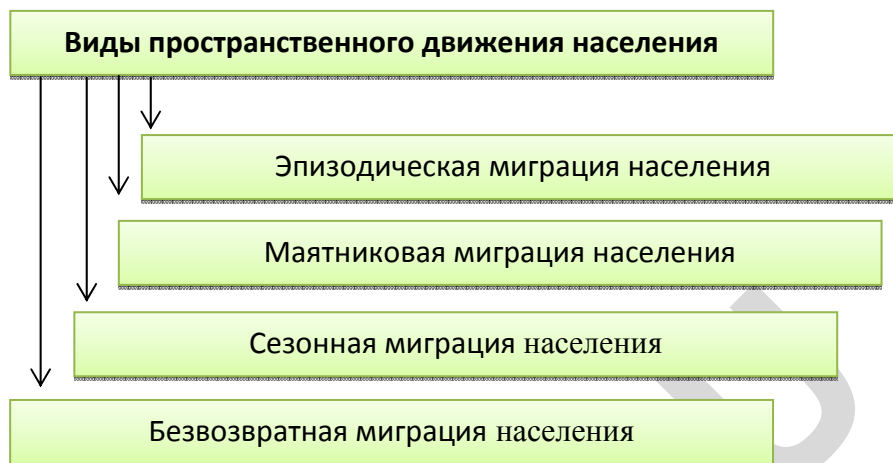 Виды пространственного движения населения
Эпизодическая миграция населения
Маятниковая миграция населения
Сезонная миграция населения
Безвозвратная миграция населения